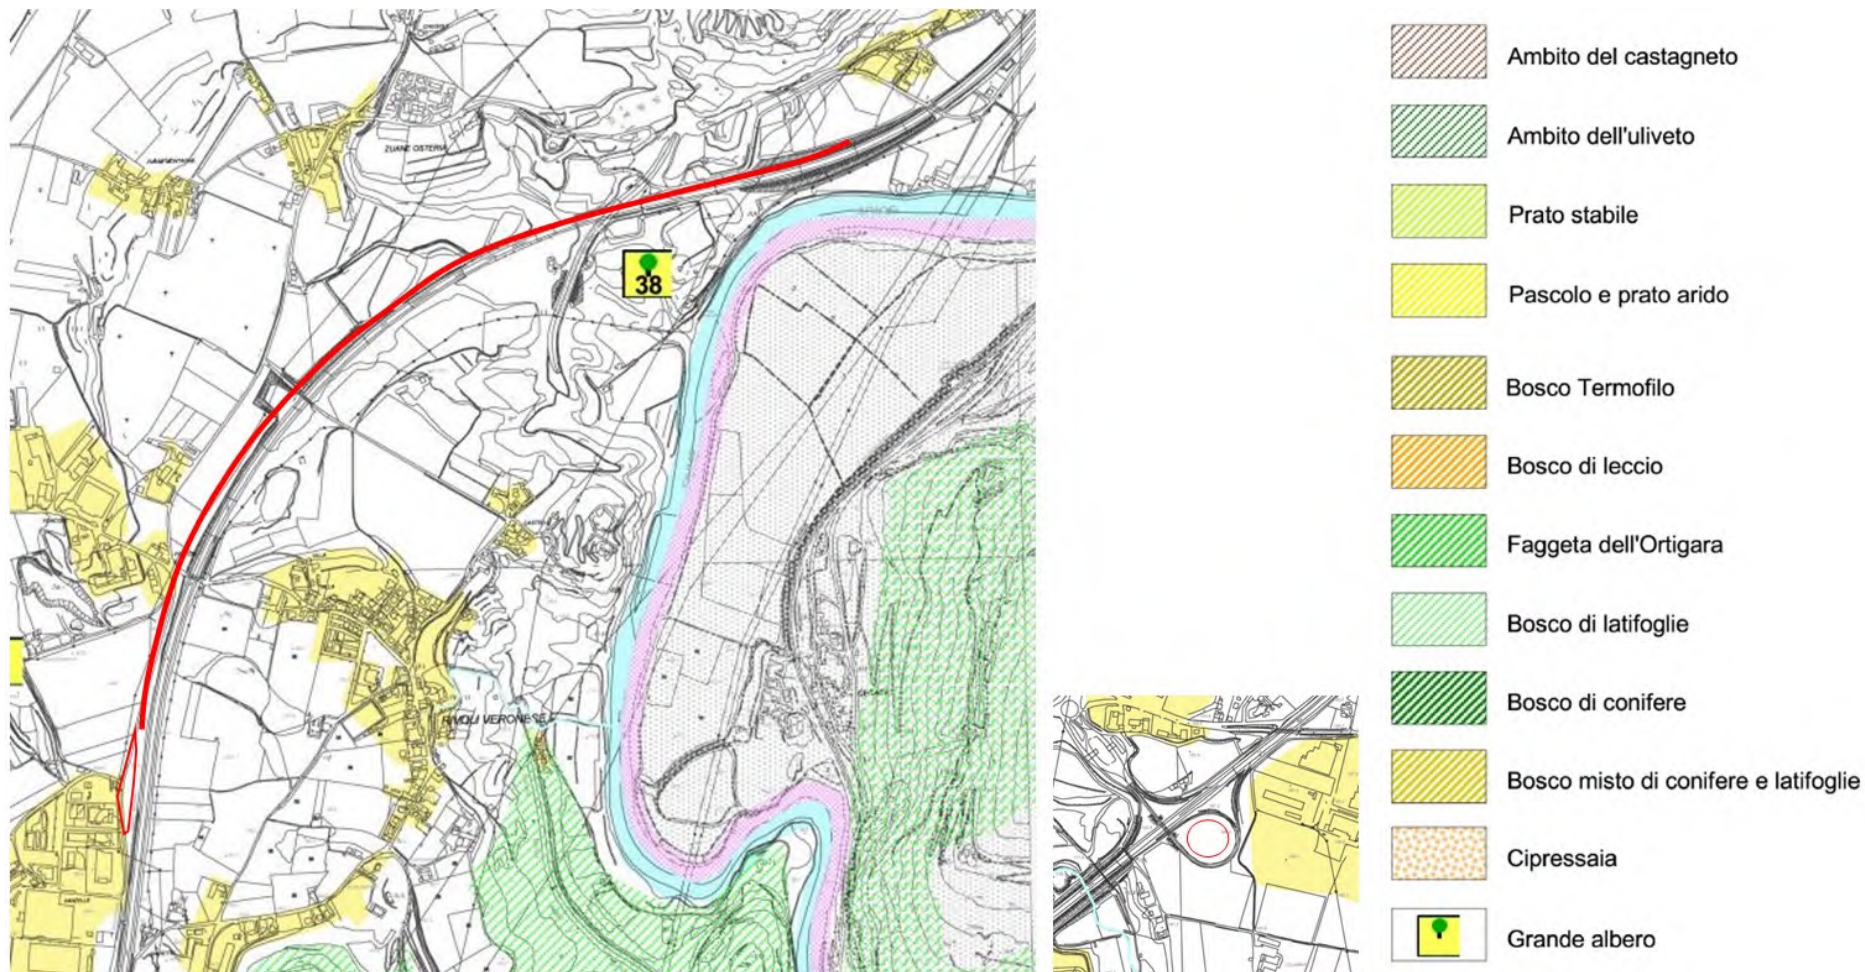 ZUANE OSTERIA
38
RIVOLI VERONESE
Ambito del castagneto
Ambito dell'uliveto
Prato stabile
Pascolo e prato arido
Bosco Termofilo
Bosco di leccio
Faggeta dell'Ortigara
Bosco di latifoglie
Bosco di conifere
Bosco misto di conifere e latifoglie
Cipressaia
Grande albero